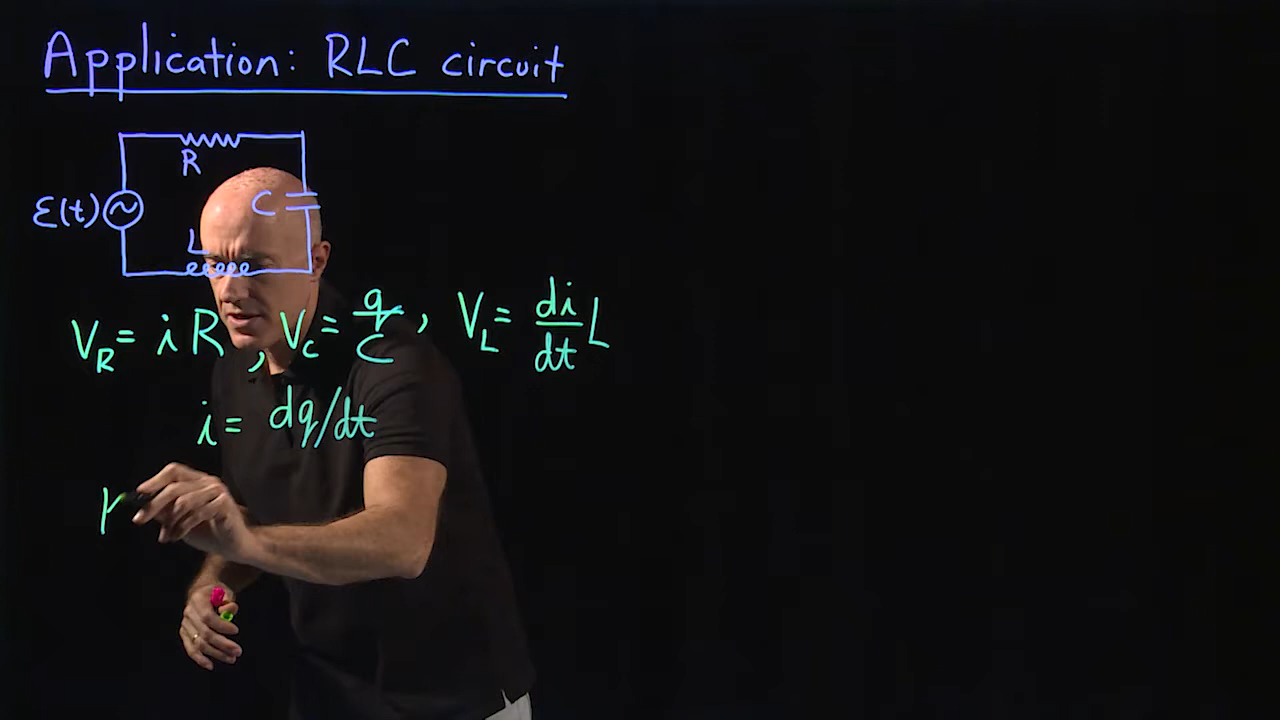 Application: RLC circuit
R
ε(t) C
L
V_R = i R , V_C = q/C , V_L = di/dt L
i = dq/dt